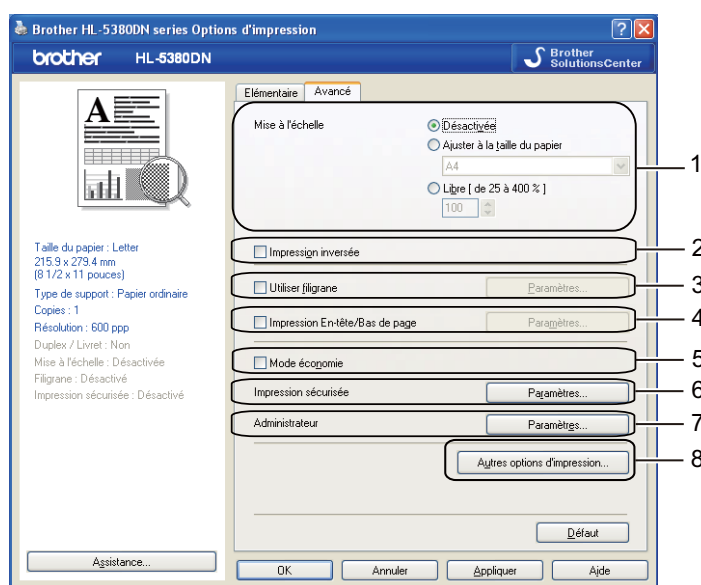 Brother HL-5380DN series Options d'impression
brother HL-5380DN
Brother
SolutionsCenter
Elémentaire Avancé
A
Mise à l'échelle
Désactivée
Ajuster à la taille du papier
A4
Libre [ de 25 à 400 % ]
100
1
Taille du papier : Letter
215.9 x 279.4 mm
(8 1/2 x 11 pouces)
Type de support : Papier ordinaire
Copies : 1
Résolution : 600 ppp
Duplex / Livret : Non
Mise à l'échelle : Désactivée
Filigrane : Désactivé
Impression sécurisée : Désactivé
Impression inversée
2
Utiliser filigrane Paramètres...
3
Impression En-tête/Bas de page Paramètres...
4
Mode économie
5
Impression sécurisée Paramètres...
6
Administrateur Paramètres...
7
Autres options d'impression...
8
Défaut
Assistance...
OK Annuler Appliquer Aide